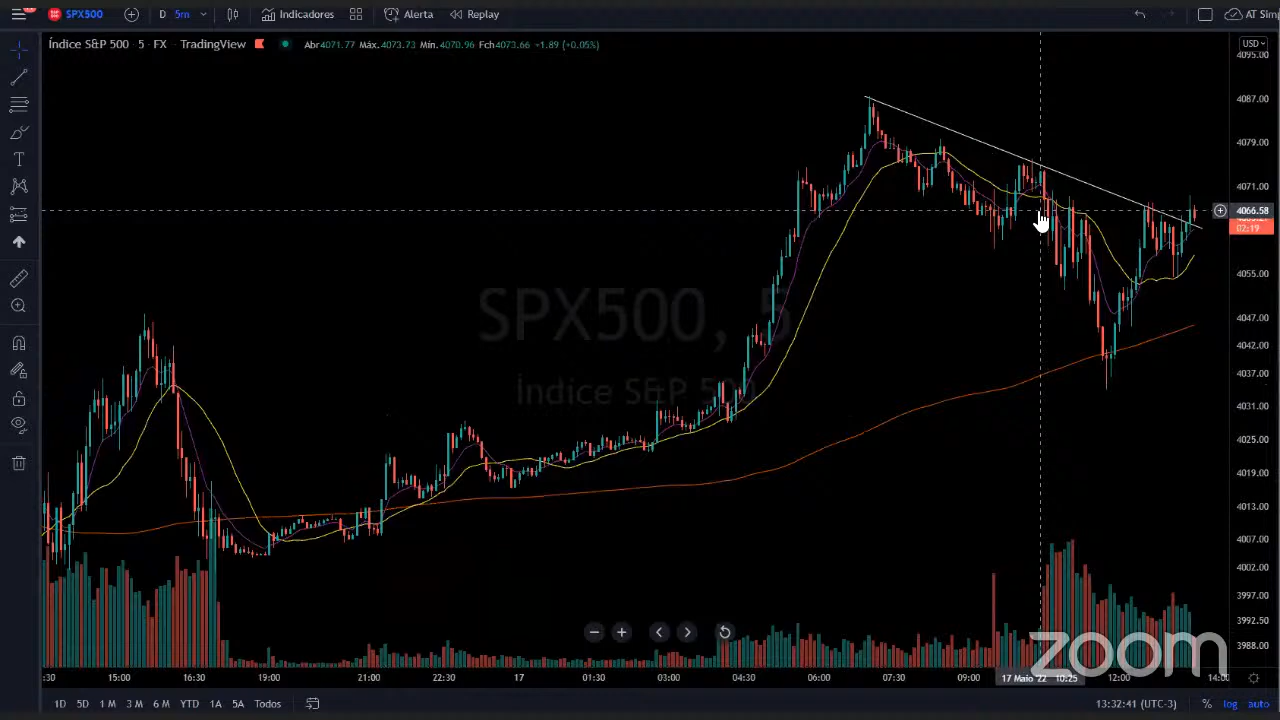 SPX500 D 5m Indicadores Alerta Replay AT Sim
Índice S&P 500 · 5 · FX · TradingView Abr4071.77 Máx.4073.73 Mín.4070.96 Fch4073.66 +1.89 (+0.05%)
USD
4095.00
4087.00
4079.00
4071.00
4066.58
02:19
4055.00
SPX500, 5
4047.00
4042.00
Índice S&P 500
4037.00
4031.00
4025.00
4019.00
4013.00
4007.00
4002.00
3997.00
3992.50
3988.00
zoom
:30 15:00 16:30 19:00 21:00 22:30 17 01:30 03:00 04:30 06:00 07:30 09:00 17 Maio '22 10:25 12:00 14:00
1D 5D 1M 3M 6M YTD 1A 5A Todos 13:32:41 (UTC-3) % log auto